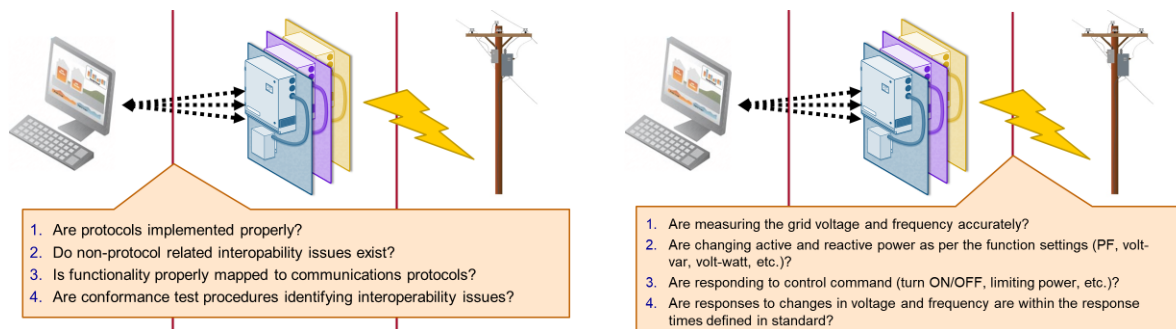 1. Are protocols implemented properly?
2. Do non-protocol related interopability issues exist?
3. Is functionality properly mapped to communications protocols?
4. Are conformance test procedures identifying interoperability issues?
1. Are measuring the grid voltage and frequency accurately?
2. Are changing active and reactive power as per the function settings (PF, volt-
var, volt-watt, etc.)?
3. Are responding to control command (turn ON/OFF, limiting power, etc.)?
4. Are responses to changes in voltage and frequency are within the response
times defined in standard?